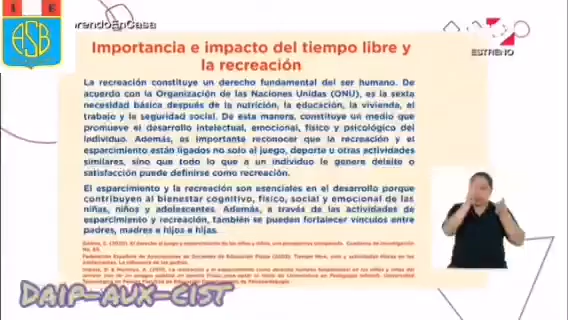 I E
ASB
rendoEnCasa
ESTRENO
Importancia e impacto del tiempo libre y
la recreación
La recreación constituye un derecho fundamental del ser humano. De
acuerdo con la Organización de las Naciones Unidas (ONU), es la sexta
necesidad básica después de la nutrición, la educación, la vivienda, el
trabajo y la seguridad social. De esta manera, constituye un medio que
promueve el desarrollo intelectual, emocional, físico y psicológico del
individuo. Además, es importante reconocer que la recreación y el
esparcimiento están ligados no solo al juego, deporte u otras actividades
similares, sino que todo lo que a un individuo le genere deleite o
satisfacción puede definirse como recreación.
El esparcimiento y la recreación son esenciales en el desarrollo porque
contribuyen al bienestar cognitivo, físico, social y emocional de las
niñas, niños y adolescentes. Además, a través de las actividades de
esparcimiento y recreación, también se pueden fortalecer vínculos entre
padres, madres e hijos e hijas.
DAIP-AUX-CIST